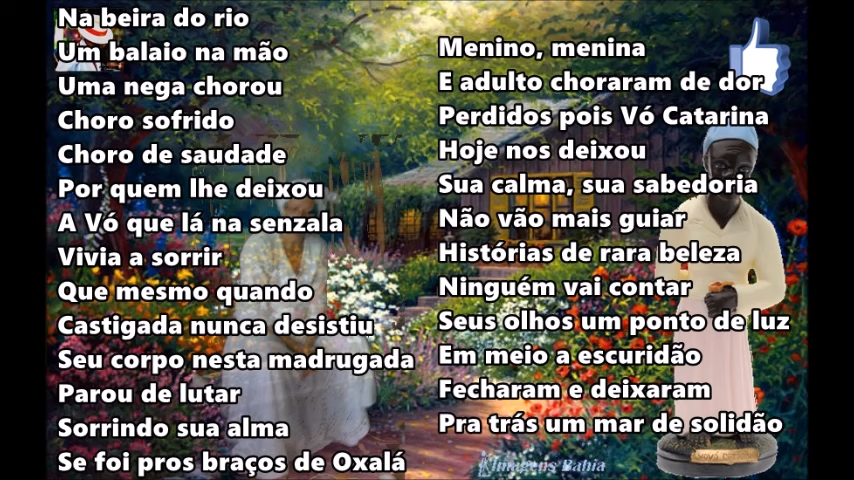 Na beira do rio
Um balaio na mão
Uma nega chorou
Choro sofrido
Choro de saudade
Por quem lhe deixou
A Vó que lá na senzala
Vivia a sorrir
Que mesmo quando
Castigada nunca desistiu
Seu corpo nesta madrugada
Parou de lutar
Sorrindo sua alma
Se foi pros braços de Oxalá
Menino, menina
E adulto choraram de dor
Perdidos pois Vó Catarina
Hoje nos deixou
Sua calma, sua sabedoria
Não vão mais guiar
Histórias de rara beleza
Ninguém vai contar
Seus olhos um ponto de luz
Em meio a escuridão
Fecharam e deixaram
Pra trás um mar de solidão
Imagens Bahia